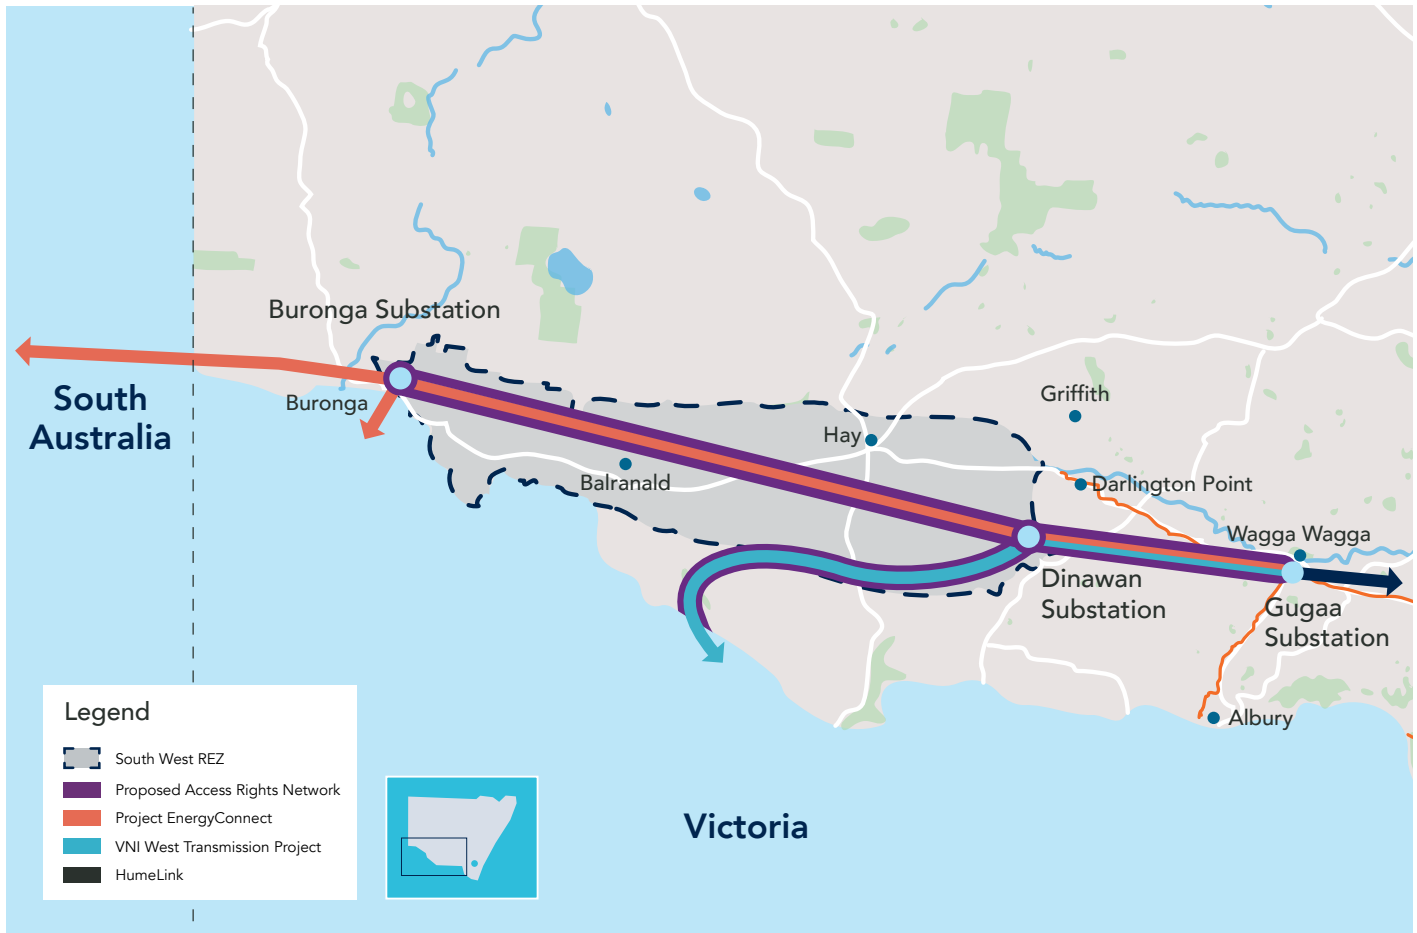 Buronga Substation
South
Australia
Buronga
Griffith
Hay
Balranald
Darlington Point
Wagga Wagga
Dinawan
Substation
Gugaa
Substation
Albury
Victoria
Legend
South West REZ
Proposed Access Rights Network
Project EnergyConnect
VNI West Transmission Project
HumeLink